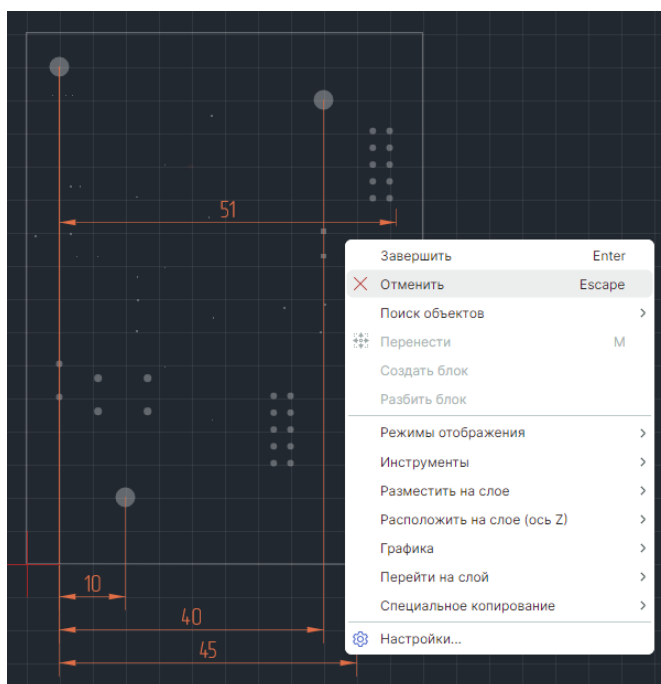 51
Завершить Enter
Отменить Escape
Поиск объектов
Перенести M
Создать блок
Разбить блок
Режимы отображения
Инструменты
Разместить на слое
Расположить на слое (ось Z)
Графика
Перейти на слой
Специальное копирование
Настройки...
10
40
45